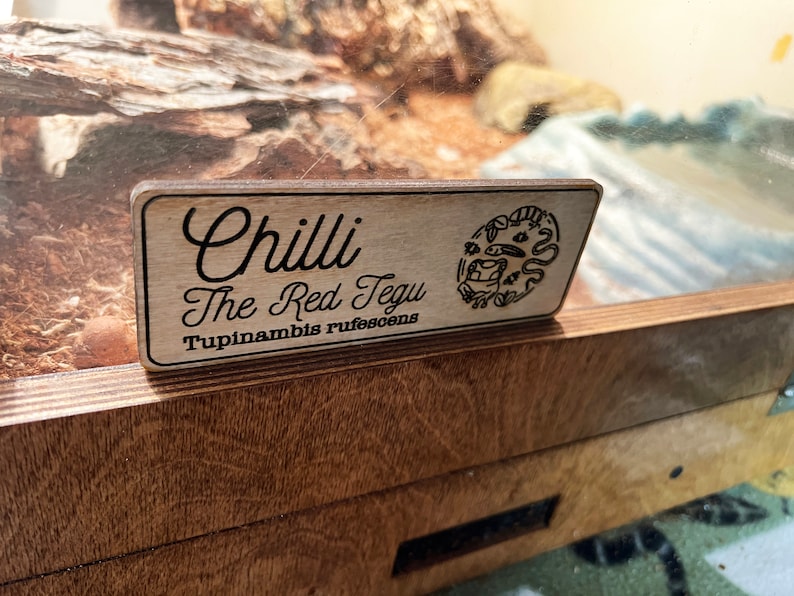 Chilli
The Red Tegu
Tupinambis rufescens